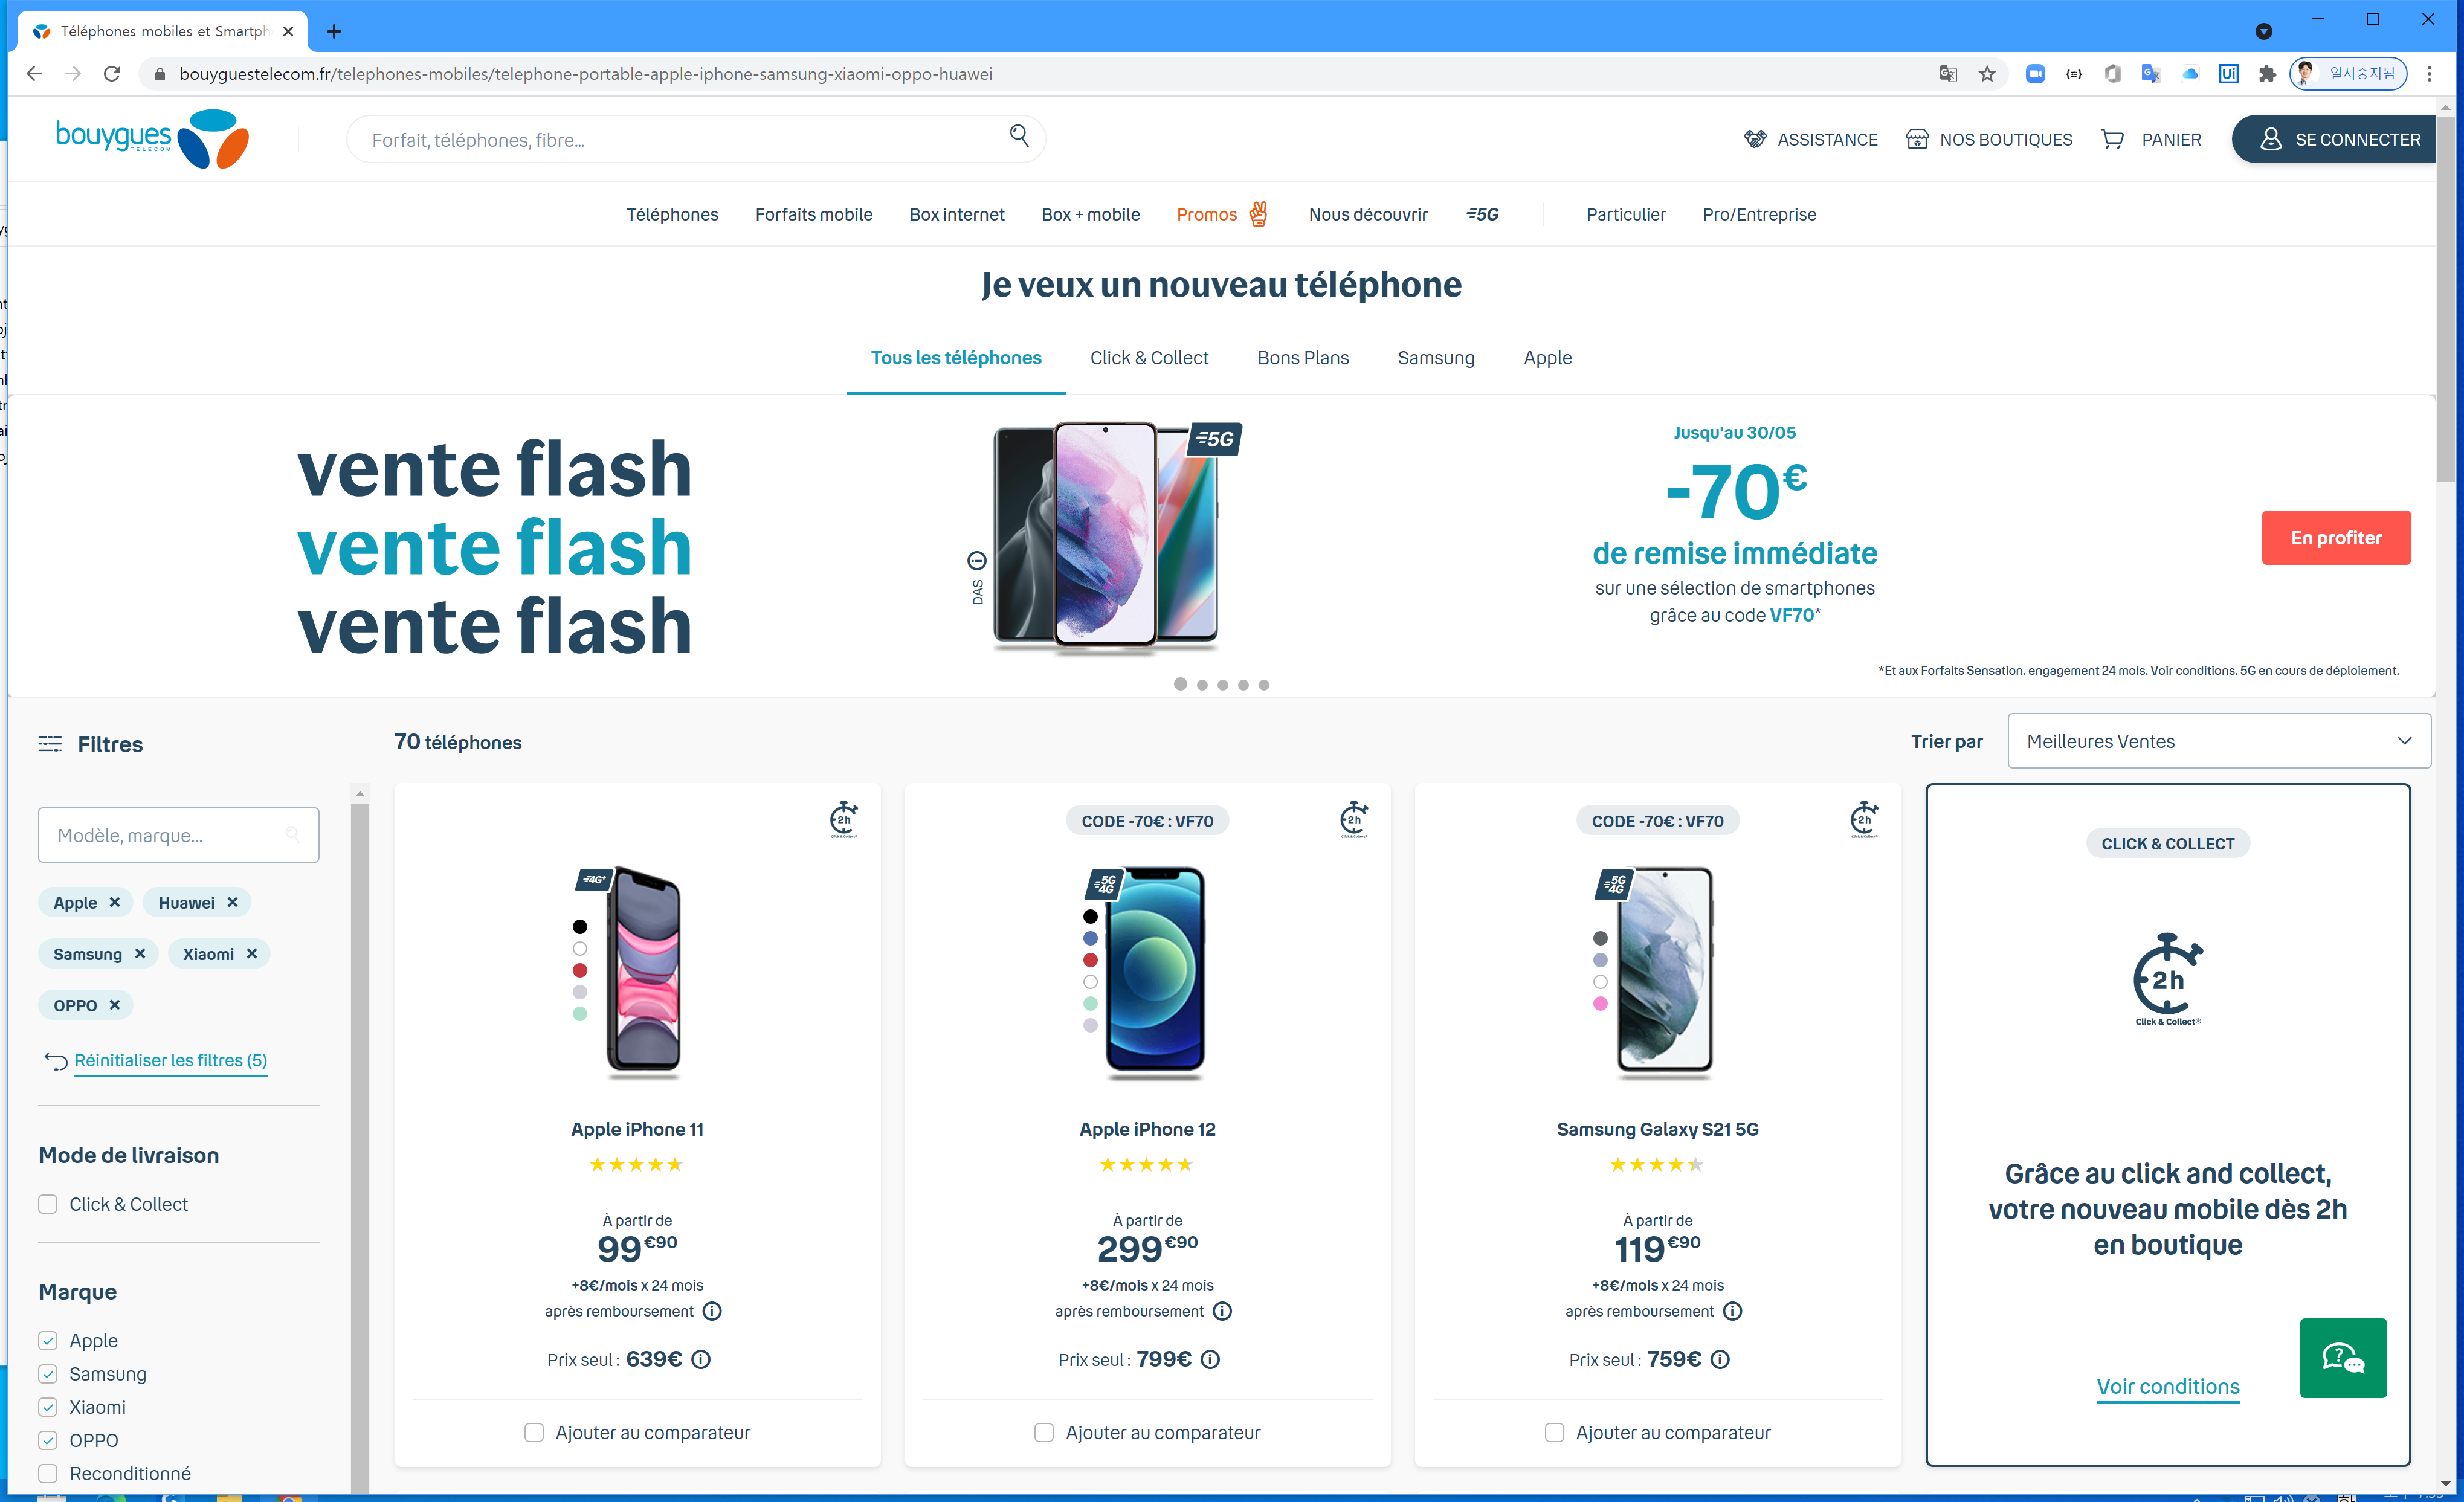 Téléphones mobiles et Smartph
bouyguestelecom.fr/telephones-mobiles/telephone-portable-apple-iphone-samsung-xiaomi-oppo-huawei
일시중지됨
bouygues
TELECOM
Forfait, téléphones, fibre...
ASSISTANCE
NOS BOUTIQUES
PANIER
SE CONNECTER
Téléphones
Forfaits mobile
Box internet
Box + mobile
Promos
Nous découvrir
5G
Particulier
Pro/Entreprise
Je veux un nouveau téléphone
Tous les téléphones
Click & Collect
Bons Plans
Samsung
Apple
vente flash
vente flash
vente flash
5G
DAS
Jusqu'au 30/05
-70€
de remise immédiate
sur une sélection de smartphones
grâce au code VF70*
En profiter
*Et aux Forfaits Sensation. engagement 24 mois. Voir conditions. 5G en cours de déploiement.
Filtres
70 téléphones
Trier par
Meilleures Ventes
Modèle, marque...
Apple
Huawei
Samsung
Xiaomi
OPPO
Réinitialiser les filtres (5)
Mode de livraison
Click & Collect
Marque
Apple
Samsung
Xiaomi
OPPO
Reconditionné
2h
Click & Collect®
4G+
Apple iPhone 11
À partir de
99€90
+8€/mois x 24 mois
après remboursement
Prix seul : 639€
Ajouter au comparateur
CODE -70€ : VF70
2h
Click & Collect®
5G
4G
Apple iPhone 12
À partir de
299€90
+8€/mois x 24 mois
après remboursement
Prix seul : 799€
Ajouter au comparateur
CODE -70€ : VF70
2h
Click & Collect®
5G
4G
Samsung Galaxy S21 5G
À partir de
119€90
+8€/mois x 24 mois
après remboursement
Prix seul : 759€
Ajouter au comparateur
CLICK & COLLECT
2h
Click & Collect®
Grâce au click and collect,
votre nouveau mobile dès 2h
en boutique
Voir conditions